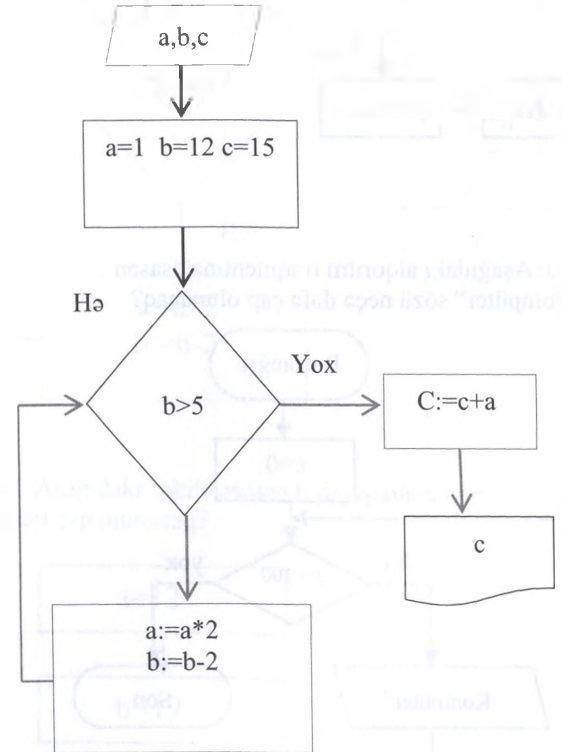 a,b,c
a=1 b=12 c=15
Hə
b>5
Yox
C:=c+a
c
a:=a*2
b:=b-2